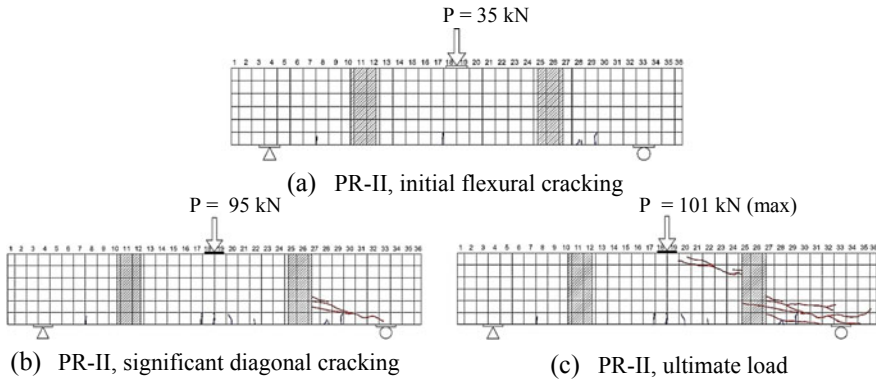 P = 35 kN
1 2 3 4 5 6 7 8 9 10 11 12 13 14 15 16 17 18 19 20 21 22 23 24 25 26 27 28 29 30 31 32 33 34 35 36
(a) PR-II, initial flexural cracking
P = 95 kN
1 2 3 4 5 6 7 8 9 10 11 12 13 14 15 16 17 18 19 20 21 22 23 24 25 26 27 28 29 30 31 32 33 34 35 36
(b) PR-II, significant diagonal cracking
P = 101 kN (max)
1 2 3 4 5 6 7 8 9 10 11 12 13 14 15 16 17 18 19 20 21 22 23 24 25 26 27 28 29 30 31 32 33 34 35 36
(c) PR-II, ultimate load